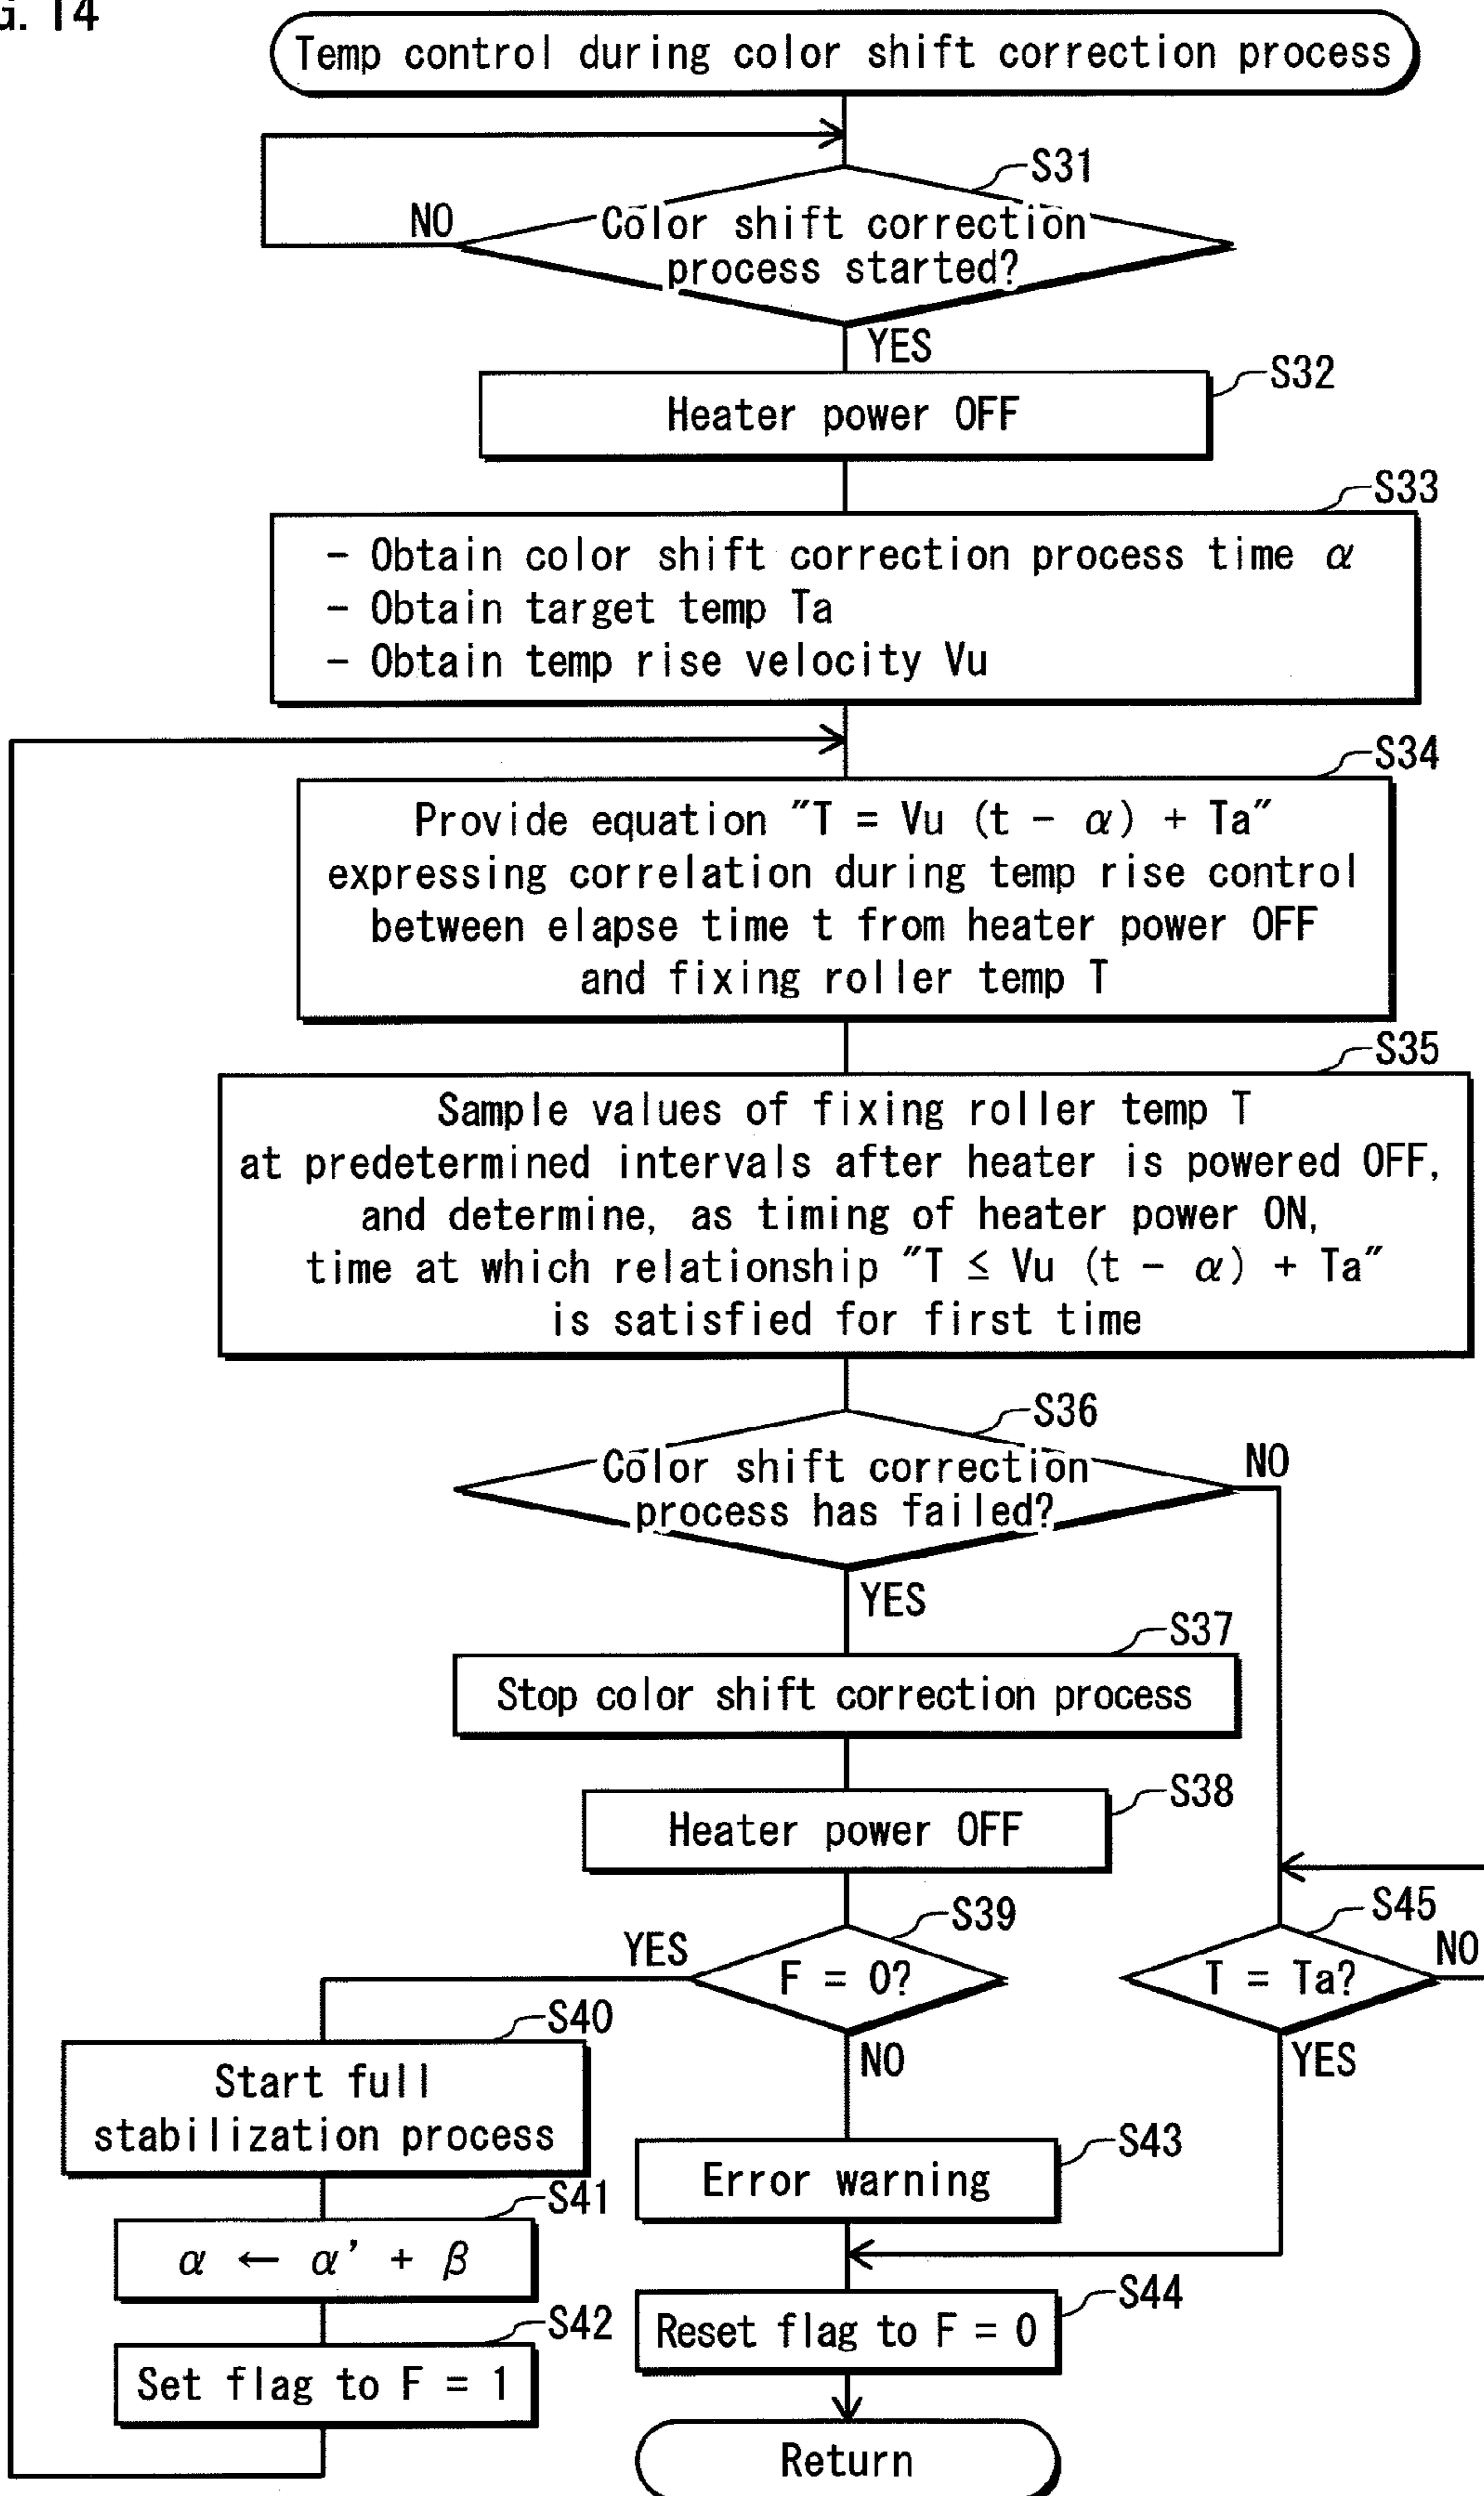 G. 14
Temp control during color shift correction process
S31
NO
Color shift correction
process started?
YES
S32
Heater power OFF
S33
- Obtain color shift correction process time α
- Obtain target temp Ta
- Obtain temp rise velocity Vu
S34
Provide equation "T = Vu (t - α) + Ta"
expressing correlation during temp rise control
between elapse time t from heater power OFF
and fixing roller temp T
S35
Sample values of fixing roller temp T
at predetermined intervals after heater is powered OFF,
and determine, as timing of heater power ON,
time at which relationship "T ≤ Vu (t - α) + Ta"
is satisfied for first time
S36
Color shift correction
process has failed?
NO
YES
S37
Stop color shift correction process
S38
Heater power OFF
S39
YES
F = 0?
NO
S45
T = Ta?
NO
YES
S40
Start full
stabilization process
S41
α ← α' + β
S42
Set flag to F = 1
S43
Error warning
S44
Reset flag to F = 0
Return